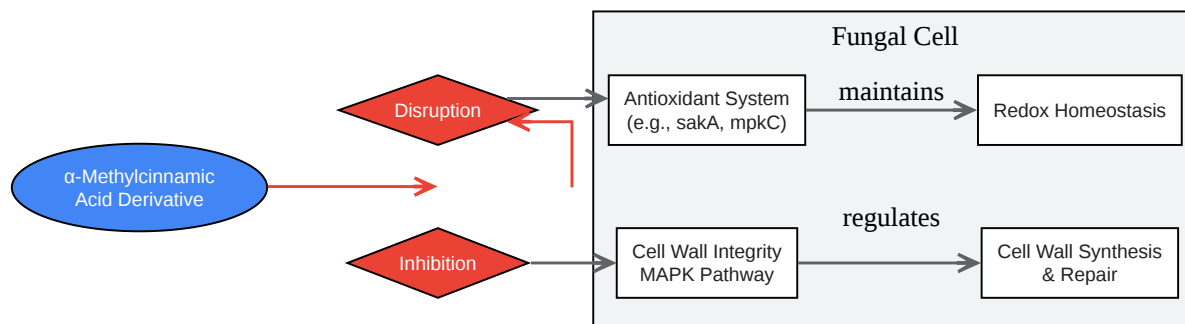 Fungal Cell
Disruption
Antioxidant System
(e.g., sakA, mpkC)
maintains
Redox Homeostasis
α-Methylcinnamic
Acid Derivative
Inhibition
Cell Wall Integrity
MAPK Pathway
regulates
Cell Wall Synthesis
& Repair